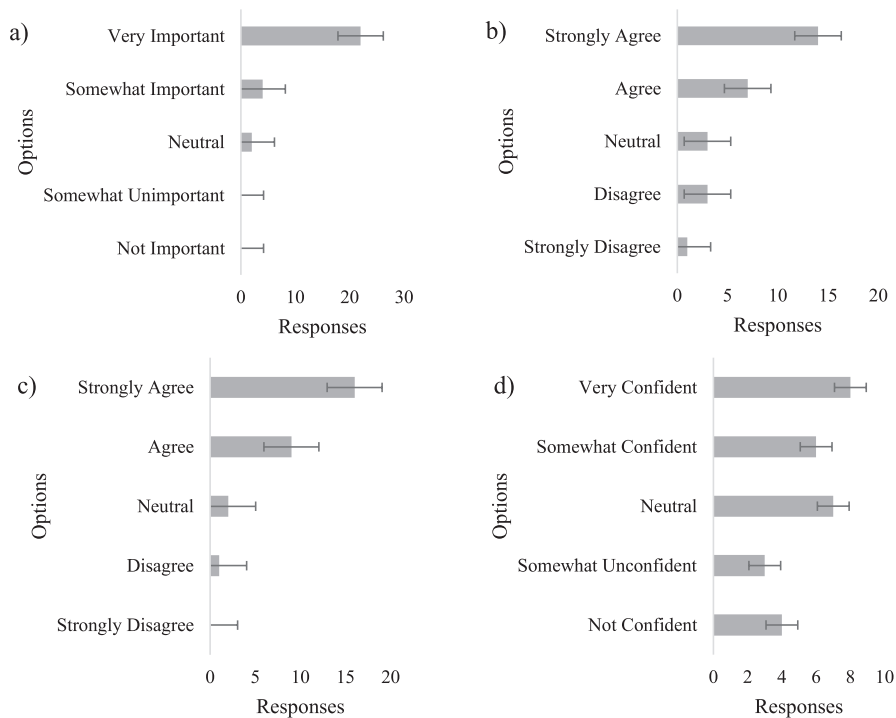 a)
Options
Very Important
Somewhat Important
Neutral
Somewhat Unimportant
Not Important
0 10 20 30
Responses
b)
Options
Strongly Agree
Agree
Neutral
Disagree
Strongly Disagree
0 5 10 15 20
Responses
c)
Options
Strongly Agree
Agree
Neutral
Disagree
Strongly Disagree
0 5 10 15 20
Responses
d)
Options
Very Confident
Somewhat Confident
Neutral
Somewhat Unconfident
Not Confident
0 2 4 6 8 10
Responses